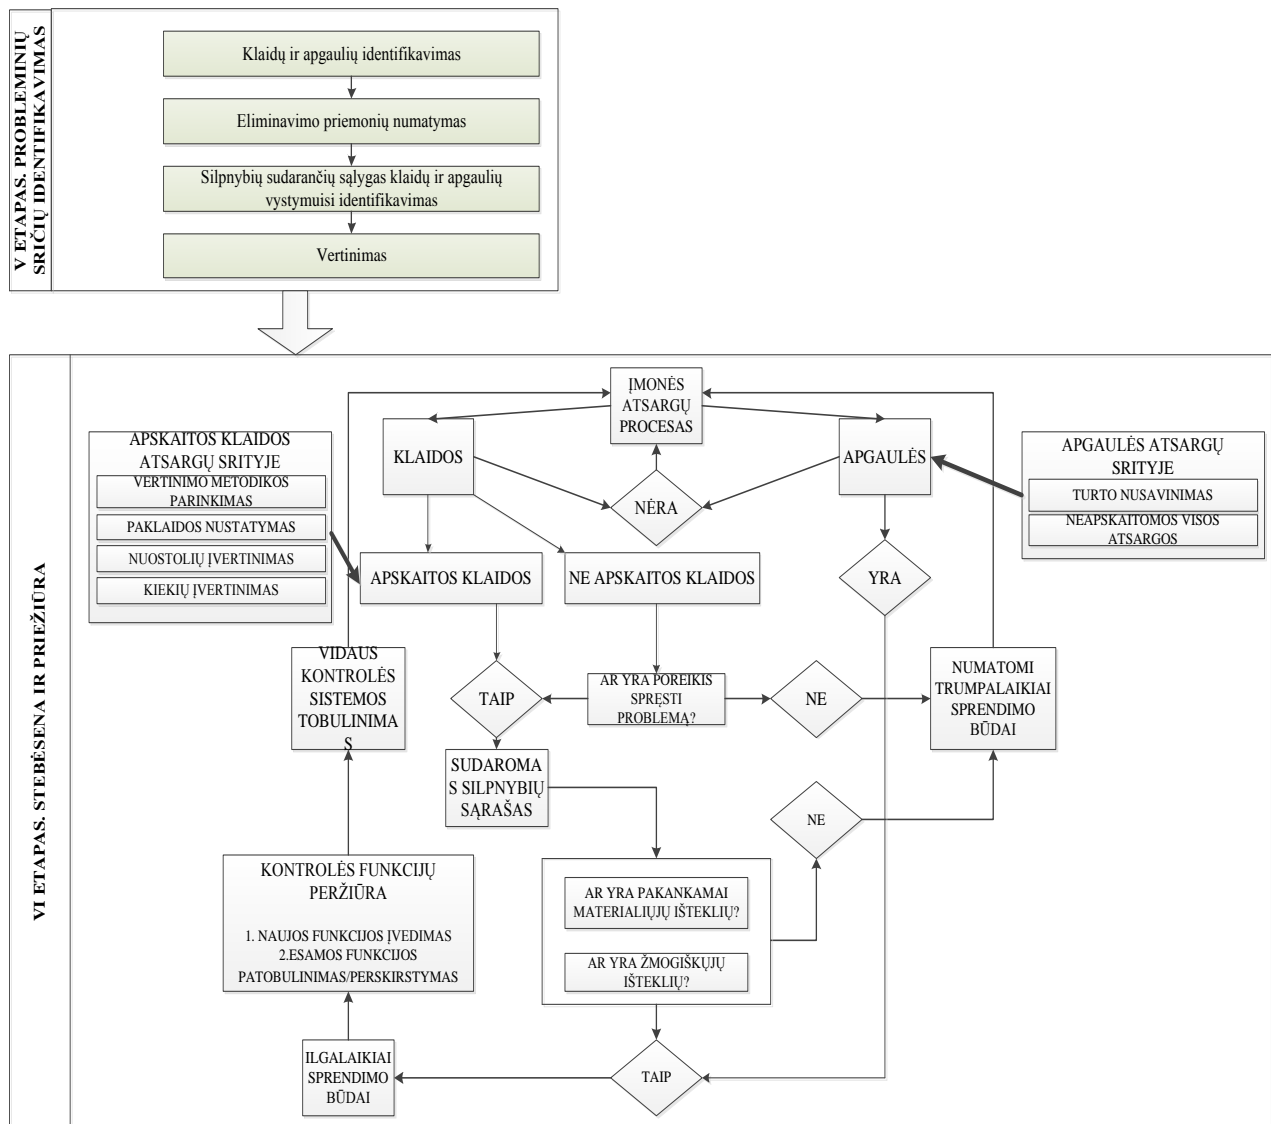 V ETAPAS. PROBLEMINIŲ
SRIČIŲ IDENTIFIKAVIMAS
Klaidų ir apgaulių identifikavimas
Eliminavimo priemonių numatymas
Silpnybių sudarančių sąlygas klaidų ir apgaulių
vystymuisi identifikavimas
Vertinimas
VI ETAPAS. STEBĖSENA IR PRIEŽIŪRA
ĮMONĖS
ATSARGŲ
PROCESAS
KLAIDOS
APGAULĖS
NĖRA
APSKAITOS KLAIDOS
ATSARGŲ SRITYJE
VERTINIMO METODIKOS
PARINKIMAS
PAKLAIDOS NUSTATYMAS
NUOSTOLIŲ ĮVERTINIMAS
KIEKIŲ ĮVERTINIMAS
APGAULĖS ATSARGŲ
SRITYJE
TURTO NUSAVINIMAS
NEAPSKAITOMOS VISOS
ATSARGOS
APSKAITOS KLAIDOS
NE APSKAITOS KLAIDOS
YRA
VIDAUS
KONTROLĖS
SISTEMOS
TOBULINIMA
S
TAIP
AR YRA POREIKIS
SPRĘSTI
PROBLEMĄ?
NE
NUMATOMI
TRUMPALAIKIAI
SPRENDIMO
BŪDAI
SUDAROMA
S SILPNYBIŲ
SĄRAŠAS
NE
KONTROLĖS FUNKCIJŲ
PERŽIŪRA
1. NAUJOS FUNKCIJOS ĮVEDIMAS
2.ESAMOS FUNKCIJOS
PATOBULINIMAS/PERSKIRSTYMAS
AR YRA PAKANKAMAI
MATERIALIŲJŲ IŠTEKLIŲ?
AR YRA ŽMOGIŠKŲJŲ
IŠTEKLIŲ?
ILGALAIKIAI
SPRENDIMO
BŪDAI
TAIP